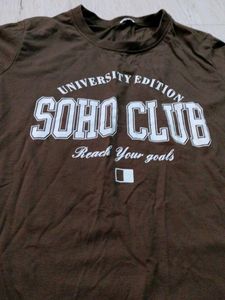 UNIVERSITY EDITION
SOHO CLUB
Reach Your goals